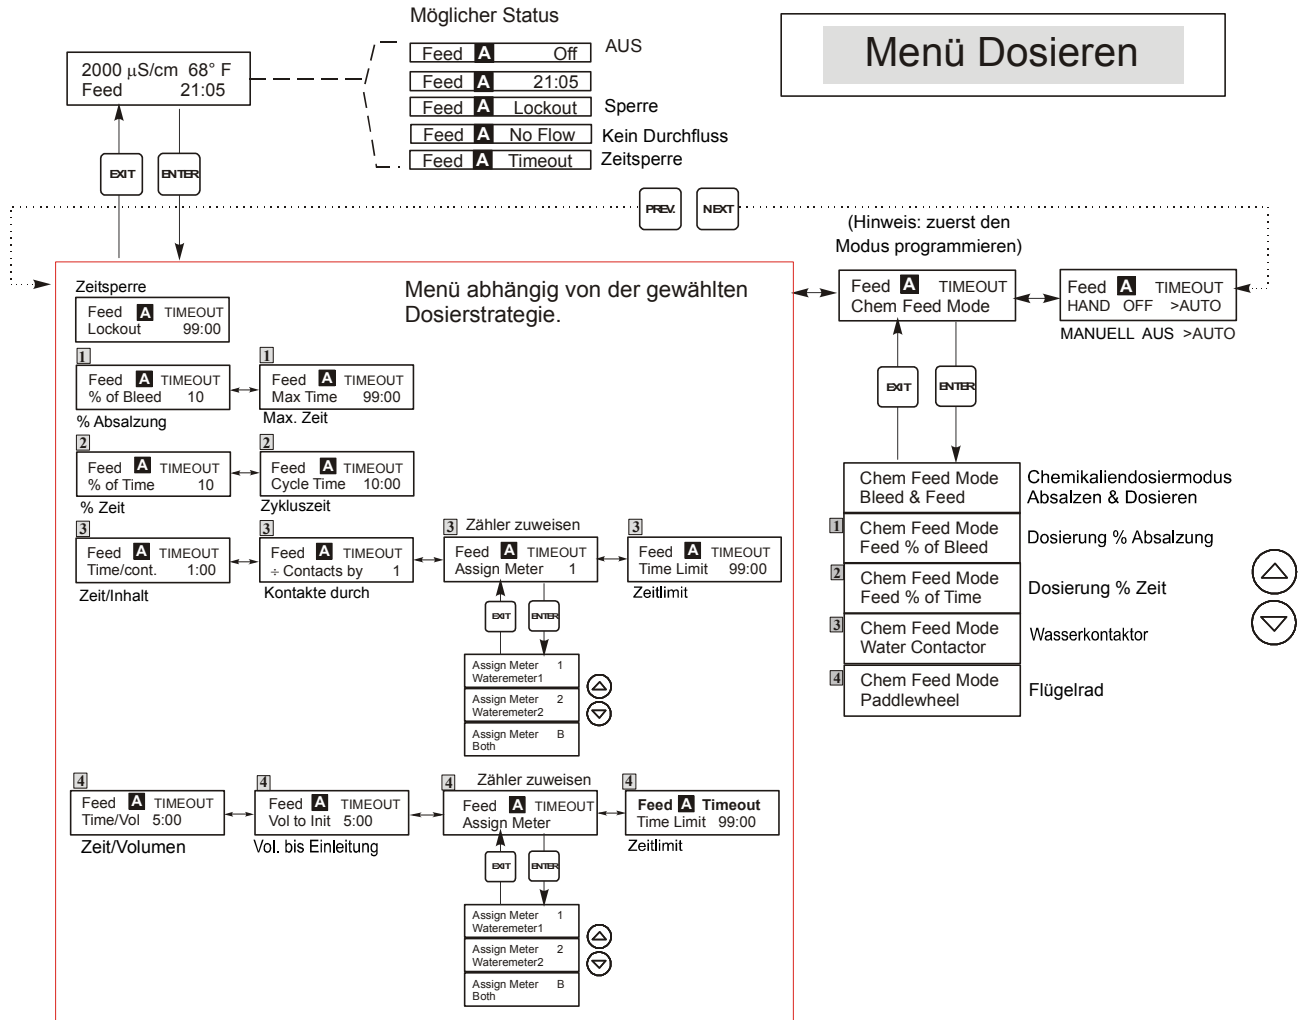 Möglicher Status
Menü Dosieren
2000 µS/cm 68° F
Feed 21:05
Feed A Off
AUS
Feed A 21:05
Feed A Lockout
Sperre
Feed A No Flow
Kein Durchfluss
Feed A Timeout
Zeitsperre
EXIT
ENTER
PREV.
NEXT
(Hinweis: zuerst den
Modus programmieren)
Feed A TIMEOUT
Chem Feed Mode
Feed A TIMEOUT
HAND OFF >AUTO
MANUELL AUS >AUTO
EXIT
ENTER
Chem Feed Mode
Bleed & Feed
Chemikaliendosiermodus
Absalzen & Dosieren
1
Chem Feed Mode
Feed % of Bleed
Dosierung % Absalzung
2
Chem Feed Mode
Feed % of Time
Dosierung % Zeit
3
Chem Feed Mode
Water Contactor
Wasserkontaktor
4
Chem Feed Mode
Paddlewheel
Flügelrad
Menü abhängig von der gewählten
Dosierstrategie.
Zeitsperre
Feed A TIMEOUT
Lockout 99:00
1
Feed A TIMEOUT
% of Bleed 10
% Absalzung
1
Feed A TIMEOUT
Max Time 99:00
Max. Zeit
2
Feed A TIMEOUT
% of Time 10
% Zeit
2
Feed A TIMEOUT
Cycle Time 10:00
Zykluszeit
3
Feed A TIMEOUT
Time/cont. 1:00
Zeit/Inhalt
3
Feed A TIMEOUT
÷ Contacts by 1
Kontakte durch
3 Zähler zuweisen
Feed A TIMEOUT
Assign Meter 1
3
Feed A TIMEOUT
Time Limit 99:00
Zeitlimit
EXIT
ENTER
Assign Meter 1
Wateremeter1
Assign Meter 2
Wateremeter2
Assign Meter B
Both
4
Feed A TIMEOUT
Time/Vol 5:00
Zeit/Volumen
4
Feed A TIMEOUT
Vol to Init 5:00
Vol. bis Einleitung
4 Zähler zuweisen
Feed A TIMEOUT
Assign Meter
4
Feed A Timeout
Time Limit 99:00
Zeitlimit
EXIT
ENTER
Assign Meter 1
Wateremeter1
Assign Meter 2
Wateremeter2
Assign Meter B
Both